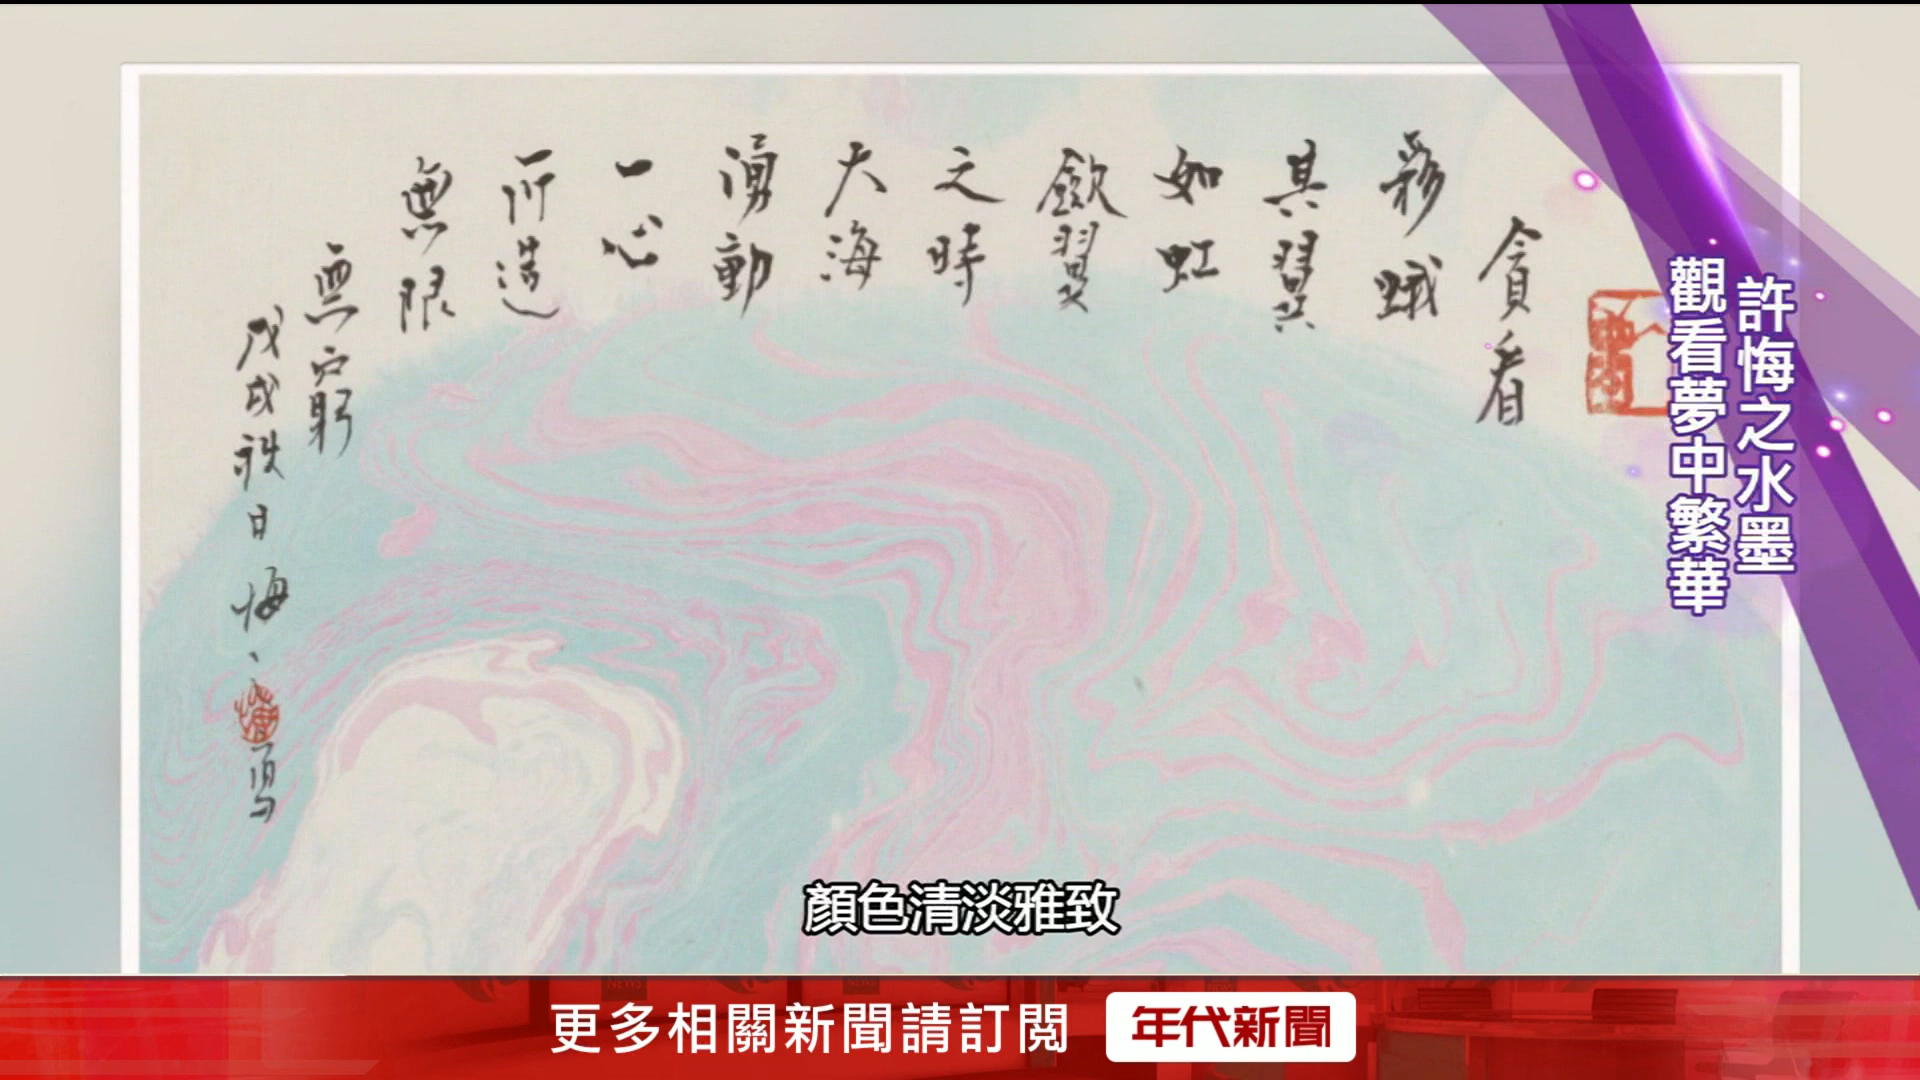 許悔之水墨
觀看夢中繁華
貪看
彩蛾
其翼
如虹
斂翼
之時
大海
湧動
一心
所造
無限
無窮
戊戌秋日悔之寫
顏色清淡雅致
更多相關新聞請訂閱
年代新聞